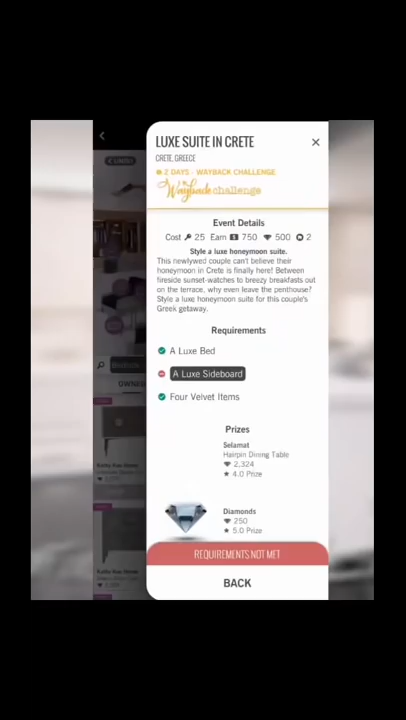 LUXE SUITE IN CRETE
CRETE, GREECE
2 DAYS - WAYBACK CHALLENGE
Wayback challenge
Event Details
Cost 25 Earn 750 500 2
Style a luxe honeymoon suite.
This newlywed couple can't believe their
honeymoon in Crete is finally here! Between
fireside sunset-watches to breezy breakfasts out
on the terrace, why even leave the penthouse?
Style a luxe honeymoon suite for this couple's
Greek getaway.
Requirements
A Luxe Bed
A Luxe Sideboard
Four Velvet Items
Prizes
Selamat
Hairpin Dining Table
2,324
4.0 Prize
Diamonds
250
5.0 Prize
REQUIREMENTS NOT MET
BACK
OWNED